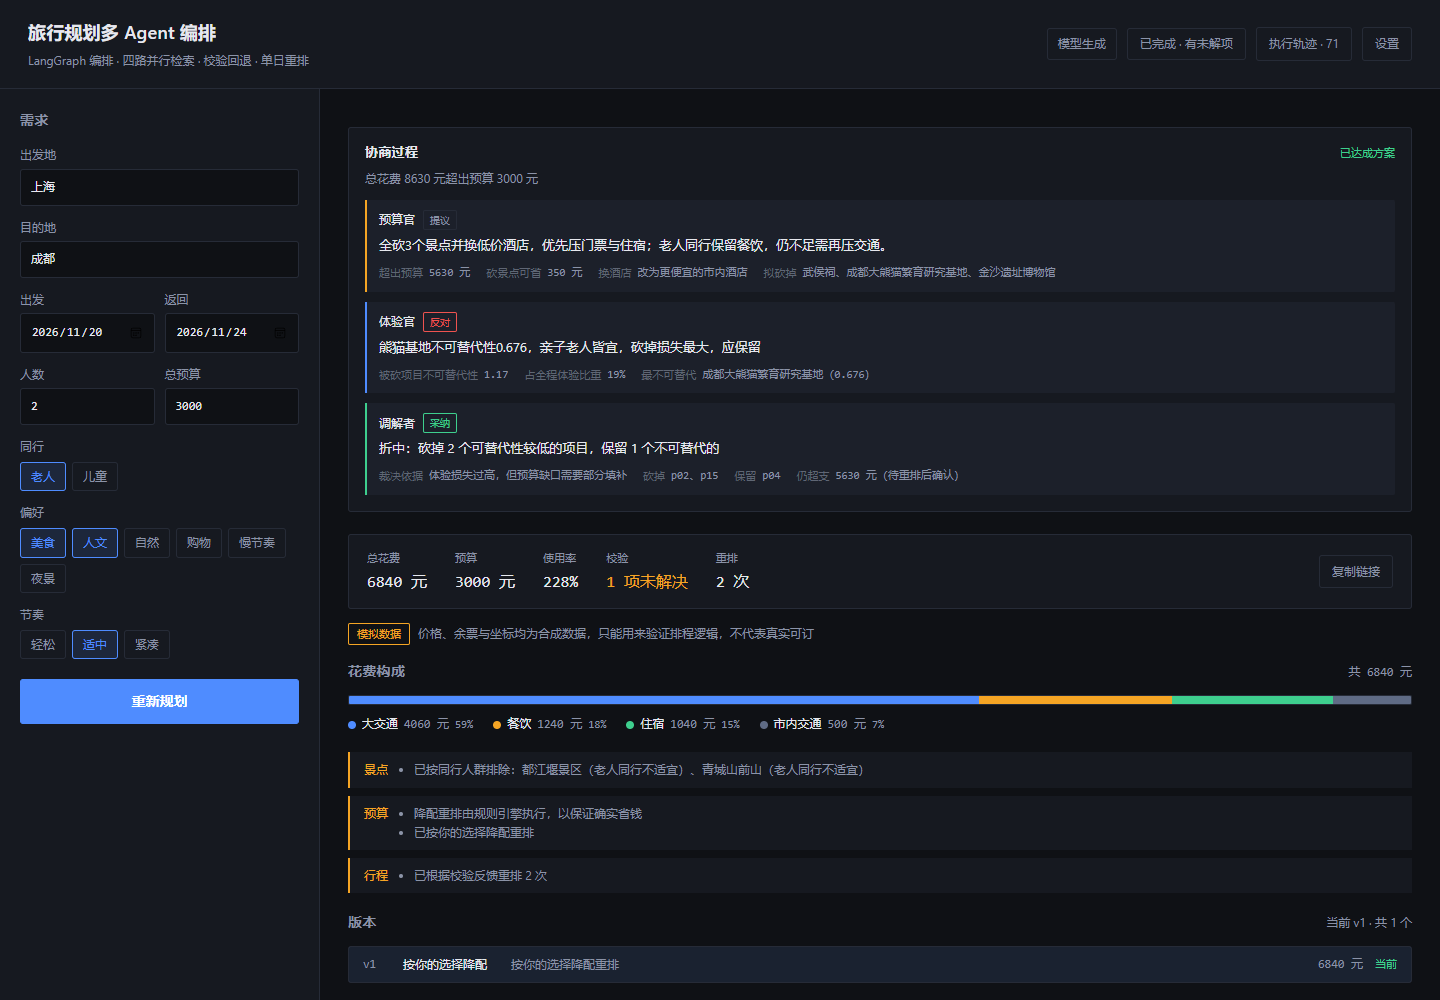 旅行规划多 Agent 编排
LangGraph 编排 · 四路并行检索 · 校验回退 · 单日重排
模型生成
已完成 · 有未解项
执行轨迹 · 71
设置
需求
出发地
上海
目的地
成都
出发 返回
2026/11/20 2026/11/24
人数 总预算
2 3000
同行
老人 儿童
偏好
美食 人文 自然 购物 慢节奏
夜景
节奏
轻松 适中 紧凑
重新规划
协商过程 已达成方案
总花费 8630 元超出预算 3000 元
预算官 提议
全砍3个景点并换低价酒店，优先压门票与住宿；老人同行保留餐饮，仍不足需再压交通。
超出预算 5630 元 砍景点可省 350 元 换酒店 改为更便宜的市内酒店 拟砍掉 武侯祠、成都大熊猫繁育研究基地、金沙遗址博物馆
体验官 反对
熊猫基地不可替代性0.676，亲子老人皆宜，砍掉损失最大，应保留
被砍项目不可替代性 1.17 占全程体验比重 19% 最不可替代 成都大熊猫繁育研究基地（0.676）
调解者 采纳
折中：砍掉 2 个可替代性较低的项目，保留 1 个不可替代的
裁决依据 体验损失过高，但预算缺口需要部分填补 砍掉 p02、p15 保留 p04 仍超支 5630 元（待重排后确认）
总花费 预算 使用率 校验 重排
6840 元 3000 元 228% 1 项未解决 2 次
复制链接
模拟数据 价格、余票与坐标均为合成数据，只能用来验证排程逻辑，不代表真实可订
花费构成 共 6840 元
大交通 4060 元 59% 餐饮 1240 元 18% 住宿 1040 元 15% 市内交通 500 元 7%
景点 • 已按同行人群排除：都江堰景区（老人同行不适宜）、青城山前山（老人同行不适宜）
预算 • 降配重排由规则引擎执行，以保证确实省钱
• 已按你的选择降配重排
行程 • 已根据校验反馈重排 2 次
版本 当前 v1 · 共 1 个
v1 按你的选择降配 按你的选择降配重排 6840 元 当前